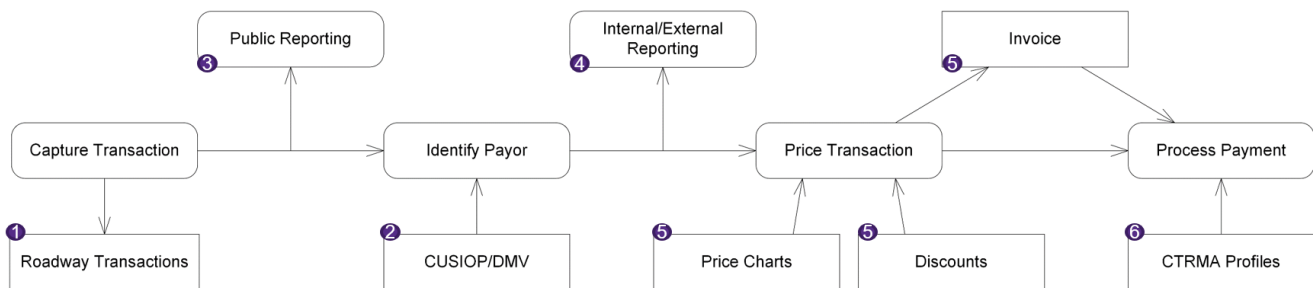 Public Reporting
3
Internal/External
Reporting
4
Invoice
5
Capture Transaction
Identify Payor
Price Transaction
Process Payment
1
Roadway Transactions
2
CUSIOP/DMV
5
Price Charts
5
Discounts
6
CTRMA Profiles